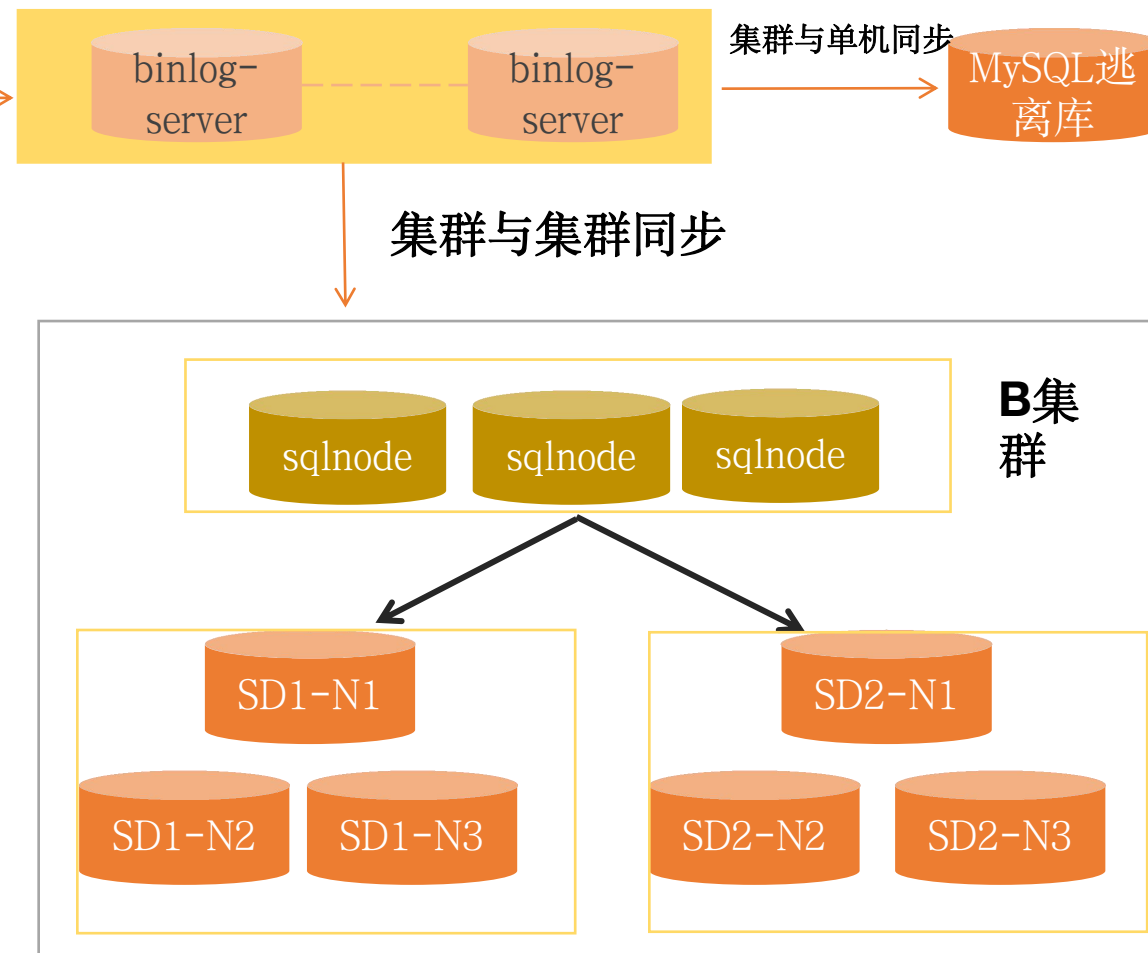 binlog-
server
binlog-
server
集群与单机同步
MySQL逃
离库
集群与集群同步
B集
群
sqlnode
sqlnode
sqlnode
SD1-N1
SD2-N1
SD1-N2
SD1-N3
SD2-N2
SD2-N3